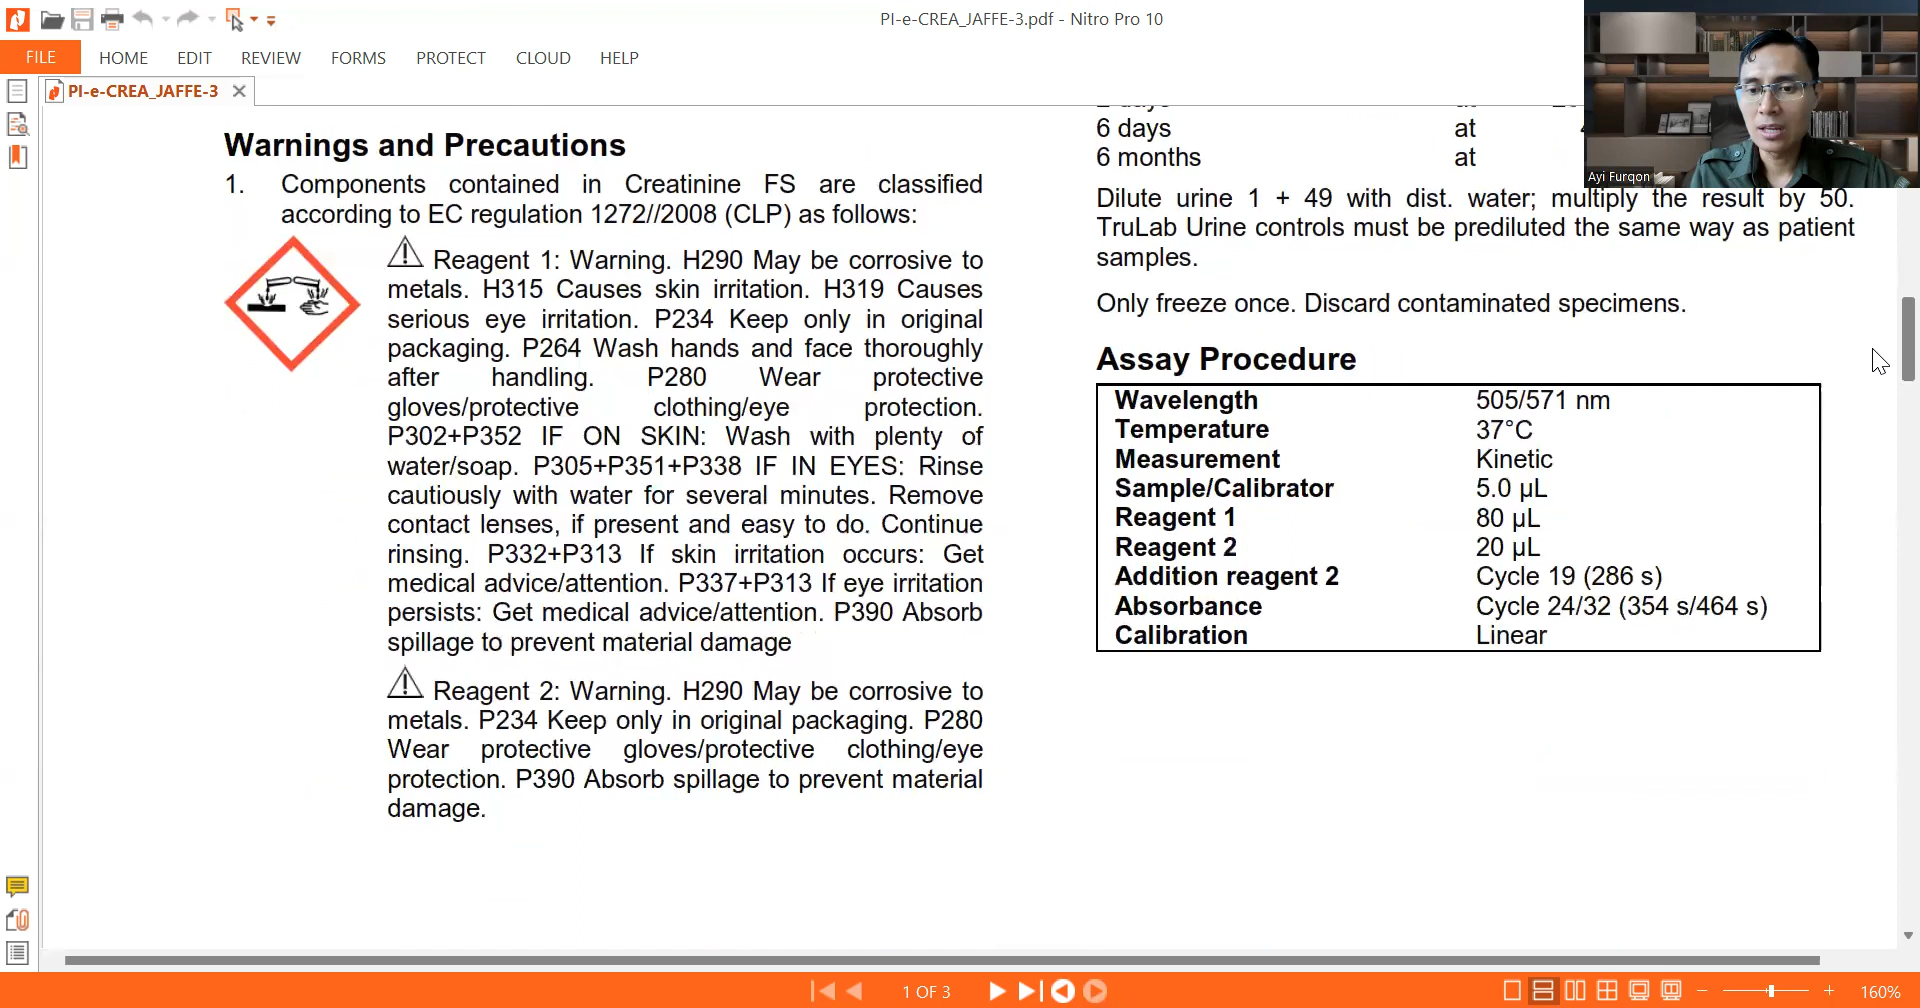 PI-e-CREA_JAFFE-3.pdf - Nitro Pro 10
FILE HOME EDIT REVIEW FORMS PROTECT CLOUD HELP
PI-e-CREA_JAFFE-3
Warnings and Precautions
1. Components contained in Creatinine FS are classified
according to EC regulation 1272//2008 (CLP) as follows:
Reagent 1: Warning. H290 May be corrosive to
metals. H315 Causes skin irritation. H319 Causes
serious eye irritation. P234 Keep only in original
packaging. P264 Wash hands and face thoroughly
after handling. P280 Wear protective
gloves/protective clothing/eye protection.
P302+P352 IF ON SKIN: Wash with plenty of
water/soap. P305+P351+P338 IF IN EYES: Rinse
cautiously with water for several minutes. Remove
contact lenses, if present and easy to do. Continue
rinsing. P332+P313 If skin irritation occurs: Get
medical advice/attention. P337+P313 If eye irritation
persists: Get medical advice/attention. P390 Absorb
spillage to prevent material damage
Reagent 2: Warning. H290 May be corrosive to
metals. P234 Keep only in original packaging. P280
Wear protective gloves/protective clothing/eye
protection. P390 Absorb spillage to prevent material
damage.
6 days at
6 months at
Dilute urine 1 + 49 with dist. water; multiply the result by 50.
TruLab Urine controls must be prediluted the same way as patient
samples.
Only freeze once. Discard contaminated specimens.
Assay Procedure
Wavelength 505/571 nm
Temperature 37°C
Measurement Kinetic
Sample/Calibrator 5.0 µL
Reagent 1 80 µL
Reagent 2 20 µL
Addition reagent 2 Cycle 19 (286 s)
Absorbance Cycle 24/32 (354 s/464 s)
Calibration Linear
Ayi Furqon
1 OF 3
160%